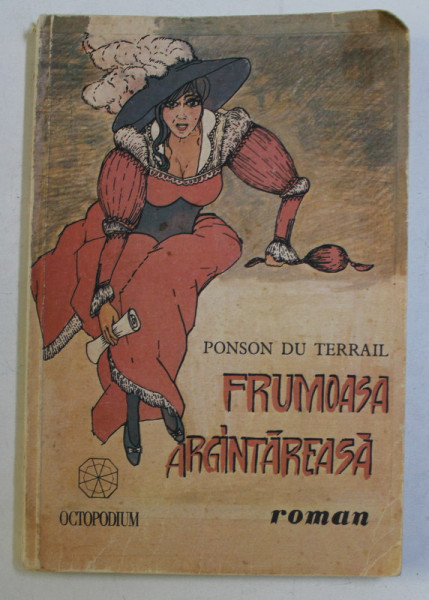 PONSON DU TERRAIL
FRUMOASA
ARGINTĂREASĂ
OCTOPODIUM
roman